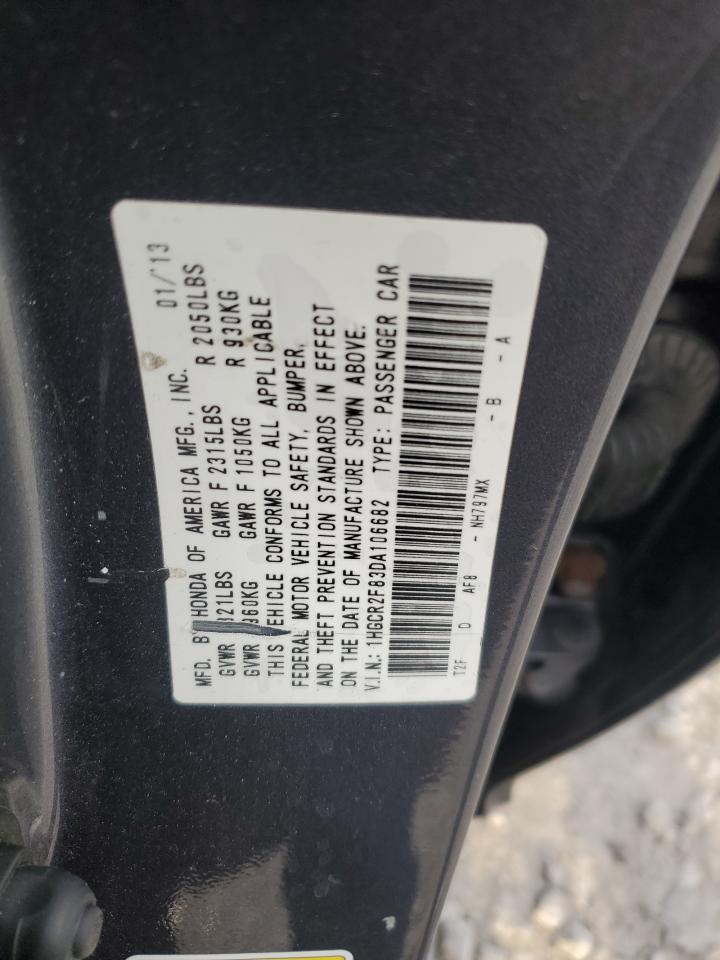 MFD. BY HONDA OF AMERICA MFG., INC. 01/'13
GVWR 321LBS GAWR F 2315LBS R 2050LBS
GVWR 960KG GAWR F 1050KG R 930KG
THIS VEHICLE CONFORMS TO ALL APPLICABLE
FEDERAL MOTOR VEHICLE SAFETY, BUMPER,
AND THEFT PREVENTION STANDARDS IN EFFECT
ON THE DATE OF MANUFACTURE SHOWN ABOVE.
V.I.N.: 1HGCR2F83DA106682 TYPE: PASSENGER CAR
T2F D AF8 - NH797MX - B - A